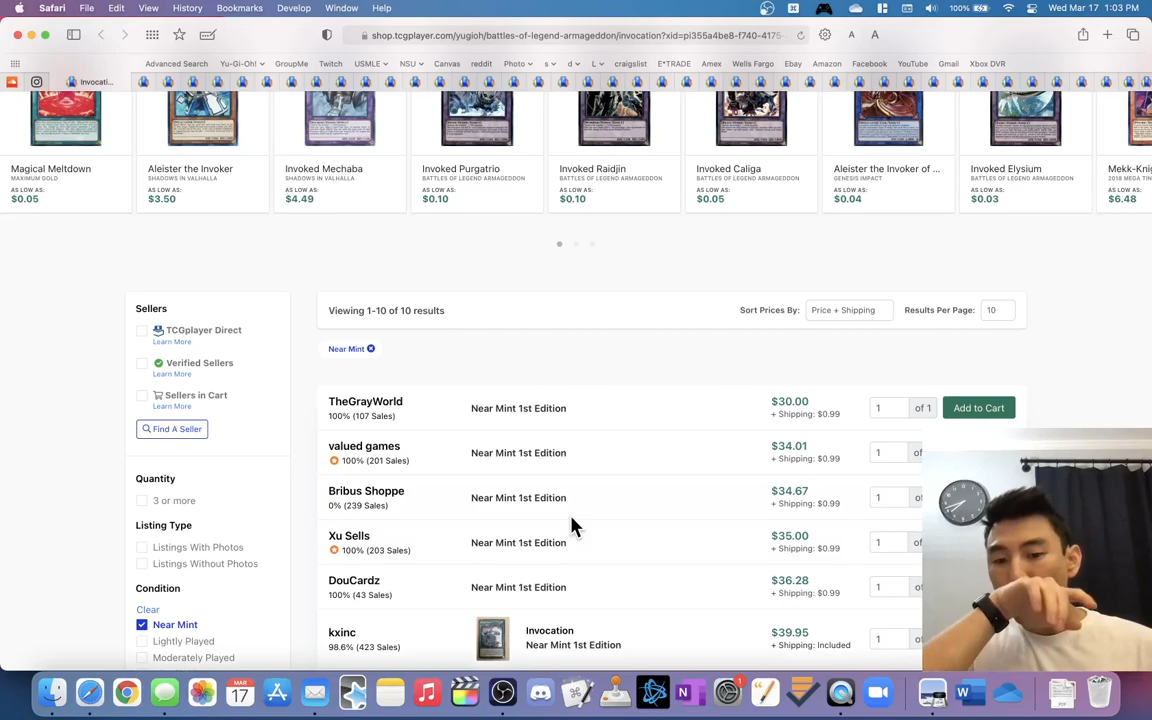 Safari File Edit View History Bookmarks Develop Window Help 100% Wed Mar 17 1:03 PM
shop.tcgplayer.com/yugioh/battles-of-legend-armageddon/invocation?xid=pi355a4be8-f740-4175- A A
Advanced Search Yu-Gi-Oh! GroupMe Twitch USMLE NSU Canvas reddit Photo s d L craigslist E*TRADE Amex Wells Fargo Ebay Amazon Facebook YouTube Gmail Xbox DVR
Invocati...
Magical Meltdown Aleister the Invoker Invoked Mechaba Invoked Purgatrio Invoked Raidjin Invoked Caliga Aleister the Invoker of ... Invoked Elysium Mekk-Knig
MAXIMUM GOLD SHADOWS IN VALHALLA SHADOWS IN VALHALLA BATTLES OF LEGEND ARMAGEDDON BATTLES OF LEGEND ARMAGEDDON BATTLES OF LEGEND ARMAGEDDON GENESIS IMPACT BATTLES OF LEGEND ARMAGEDDON 2018 MEGA TIN
AS LOW AS: AS LOW AS: AS LOW AS: AS LOW AS: AS LOW AS: AS LOW AS: AS LOW AS: AS LOW AS: AS LOW AS:
$0.05 $3.50 $4.49 $0.10 $0.10 $0.05 $0.04 $0.03 $6.48
Sellers
TCGplayer Direct
Learn More
Verified Sellers
Learn More
Sellers in Cart
Learn More
Find A Seller
Quantity
3 or more
Listing Type
Listings With Photos
Listings Without Photos
Condition
Clear
Near Mint
Lightly Played
Moderately Played
Viewing 1-10 of 10 results Sort Prices By: Price + Shipping Results Per Page: 10
Near Mint
TheGrayWorld Near Mint 1st Edition $30.00 1 of 1 Add to Cart
100% (107 Sales) + Shipping: $0.99
valued games Near Mint 1st Edition $34.01 1 of
100% (201 Sales) + Shipping: $0.99
Bribus Shoppe Near Mint 1st Edition $34.67 1 of
0% (239 Sales) + Shipping: $0.99
Xu Sells Near Mint 1st Edition $35.00 1 of
100% (203 Sales) + Shipping: $0.99
DouCardz Near Mint 1st Edition $36.28 1 of
100% (43 Sales) + Shipping: $0.99
kxinc Invocation $39.95 1 of
98.6% (423 Sales) Near Mint 1st Edition + Shipping: Included
MAR
17
1